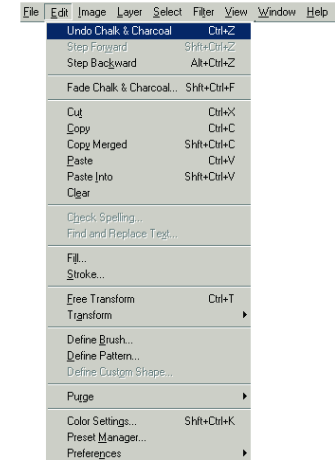 File Edit Image Layer Select Filter View Window Help
Undo Chalk & Charcoal Ctrl+Z
Step Forward Shft+Ctrl+Z
Step Backward Alt+Ctrl+Z
Fade Chalk & Charcoal... Shft+Ctrl+F
Cut Ctrl+X
Copy Ctrl+C
Copy Merged Shft+Ctrl+C
Paste Ctrl+V
Paste Into Shft+Ctrl+V
Clear
Check Spelling...
Find and Replace Text...
Fill...
Stroke...
Free Transform Ctrl+T
Transform
Define Brush...
Define Pattern...
Define Custom Shape...
Purge
Color Settings... Shft+Ctrl+K
Preset Manager...
Preferences